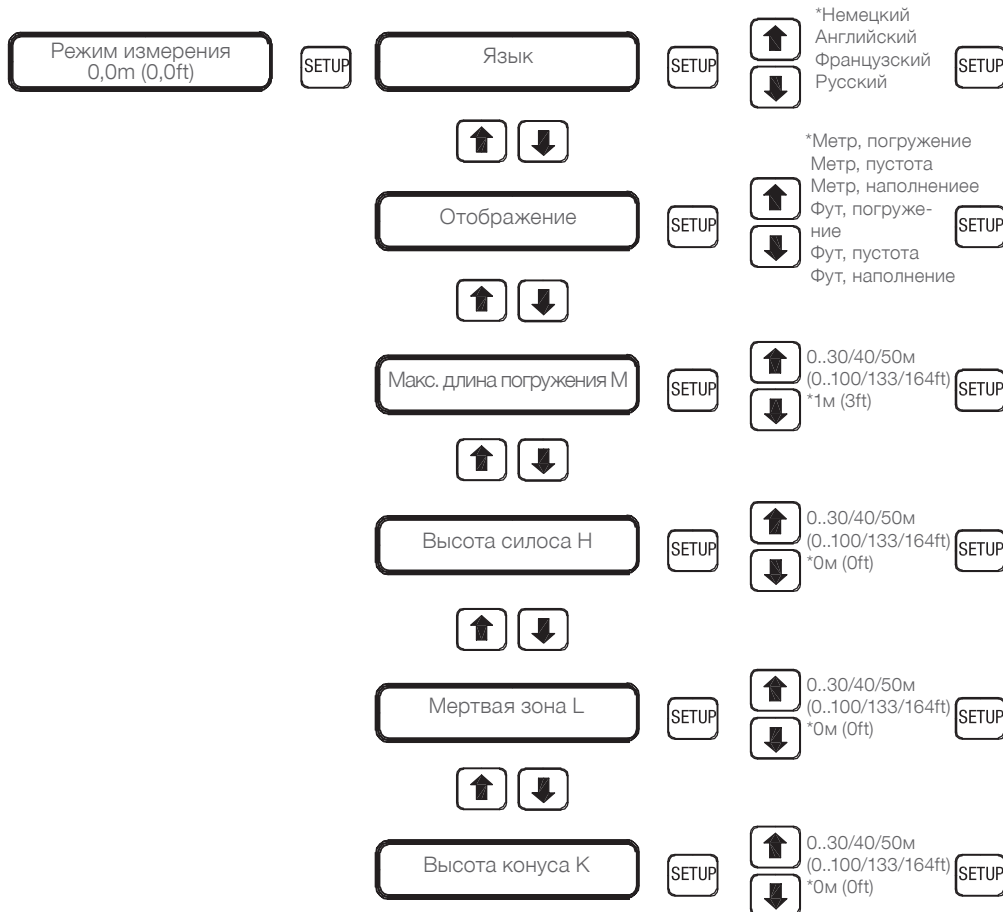 Режим измерения
0,0m (0,0ft)
SETUP
Язык
SETUP
*Немецкий
Английский
Французский
Русский
SETUP
Отображение
SETUP
*Метр, погружение
Метр, пустота
Метр, наполнениее
Фут, погруже-
ние
Фут, пустота
Фут, наполнение
SETUP
Макс. длина погружения M
SETUP
0..30/40/50м
(0..100/133/164ft)
*1м (3ft)
SETUP
Высота силоса H
SETUP
0..30/40/50м
(0..100/133/164ft)
*0м (0ft)
SETUP
Мертвая зона L
SETUP
0..30/40/50м
(0..100/133/164ft)
*0м (0ft)
SETUP
Высота конуса K
SETUP
0..30/40/50м
(0..100/133/164ft)
*0м (0ft)
SETUP